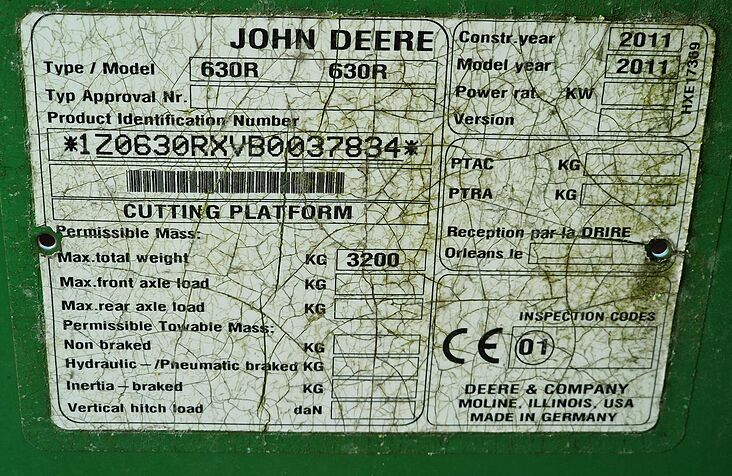 JOHN DEERE
Type / Model 630R 630R
Typ Approval Nr.
Product Identification Number
*1Z0630RXVB0037834*
CUTTING PLATFORM
Permissible Mass:
Max.total weight KG 3200
Max.front axle load KG
Max.rear axle load KG
Permissible Towable Mass:
Non braked KG
Hydraulic-/Pneumatic braked KG
Inertia-braked KG
Vertical hitch load daN
Constr.year 2011
Model year 2011
Power rat. KW
Version
HXE17369
PTAC KG
PTRA KG
Reception par la DRIRE
Orleans le
INSPECTION CODES
CE 01
DEERE & COMPANY
MOLINE, ILLINOIS, USA
MADE IN GERMANY